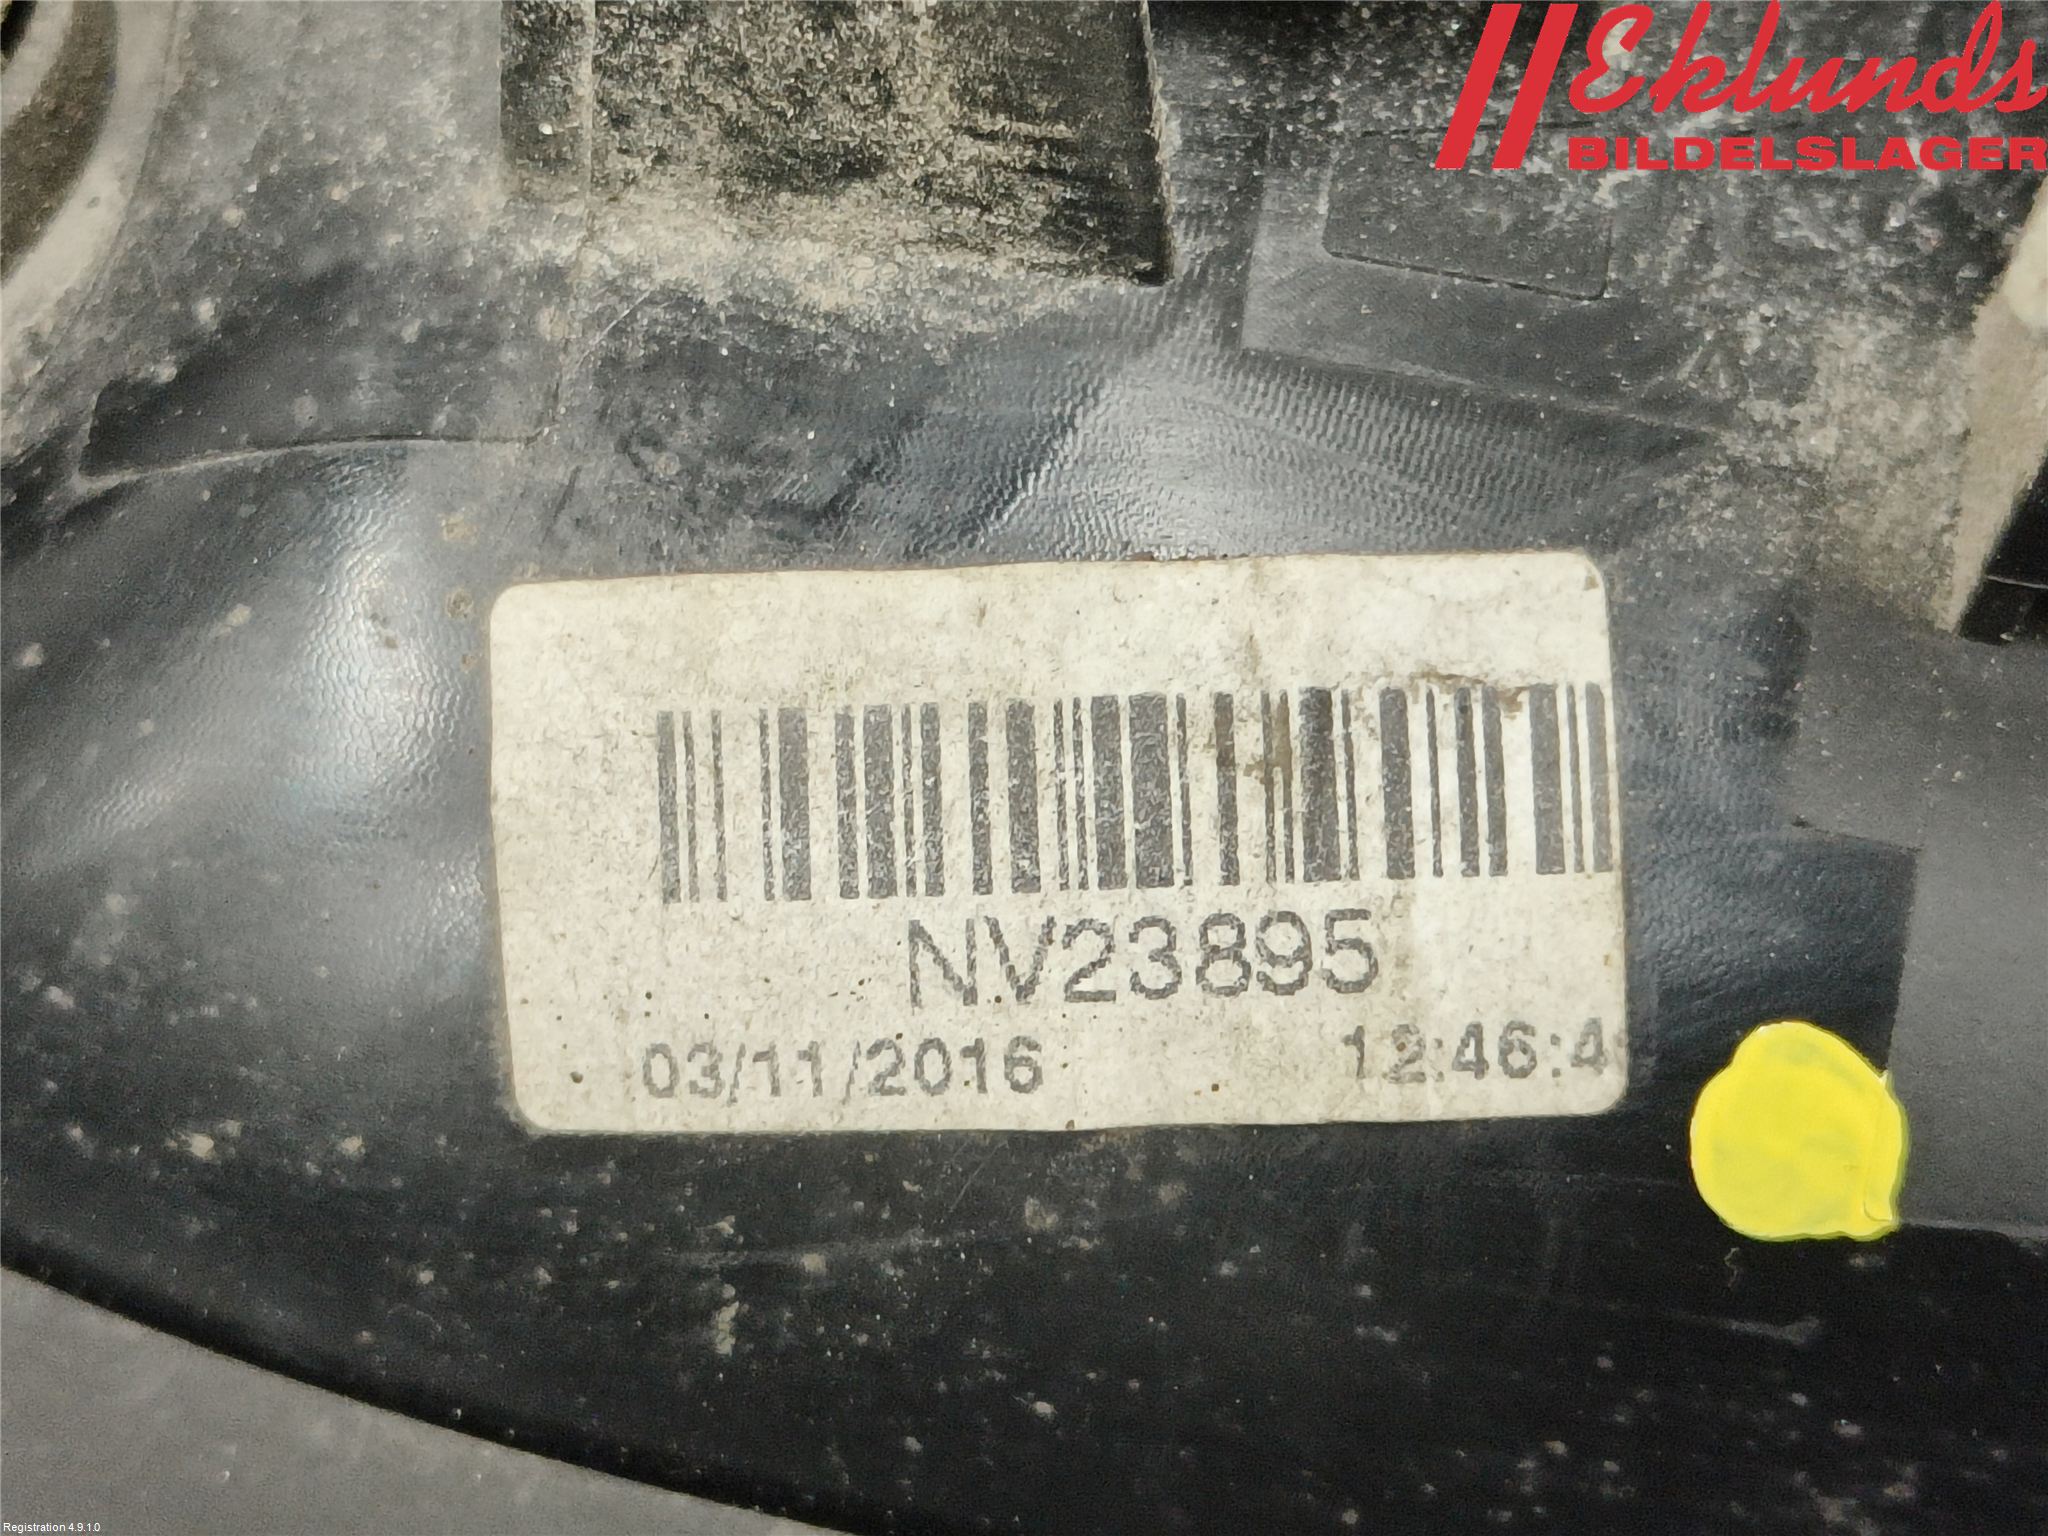 Eklunds
BILDELSLAGER
NV23895
03/11/2016 12:46:4
Registration 4.9.1.0